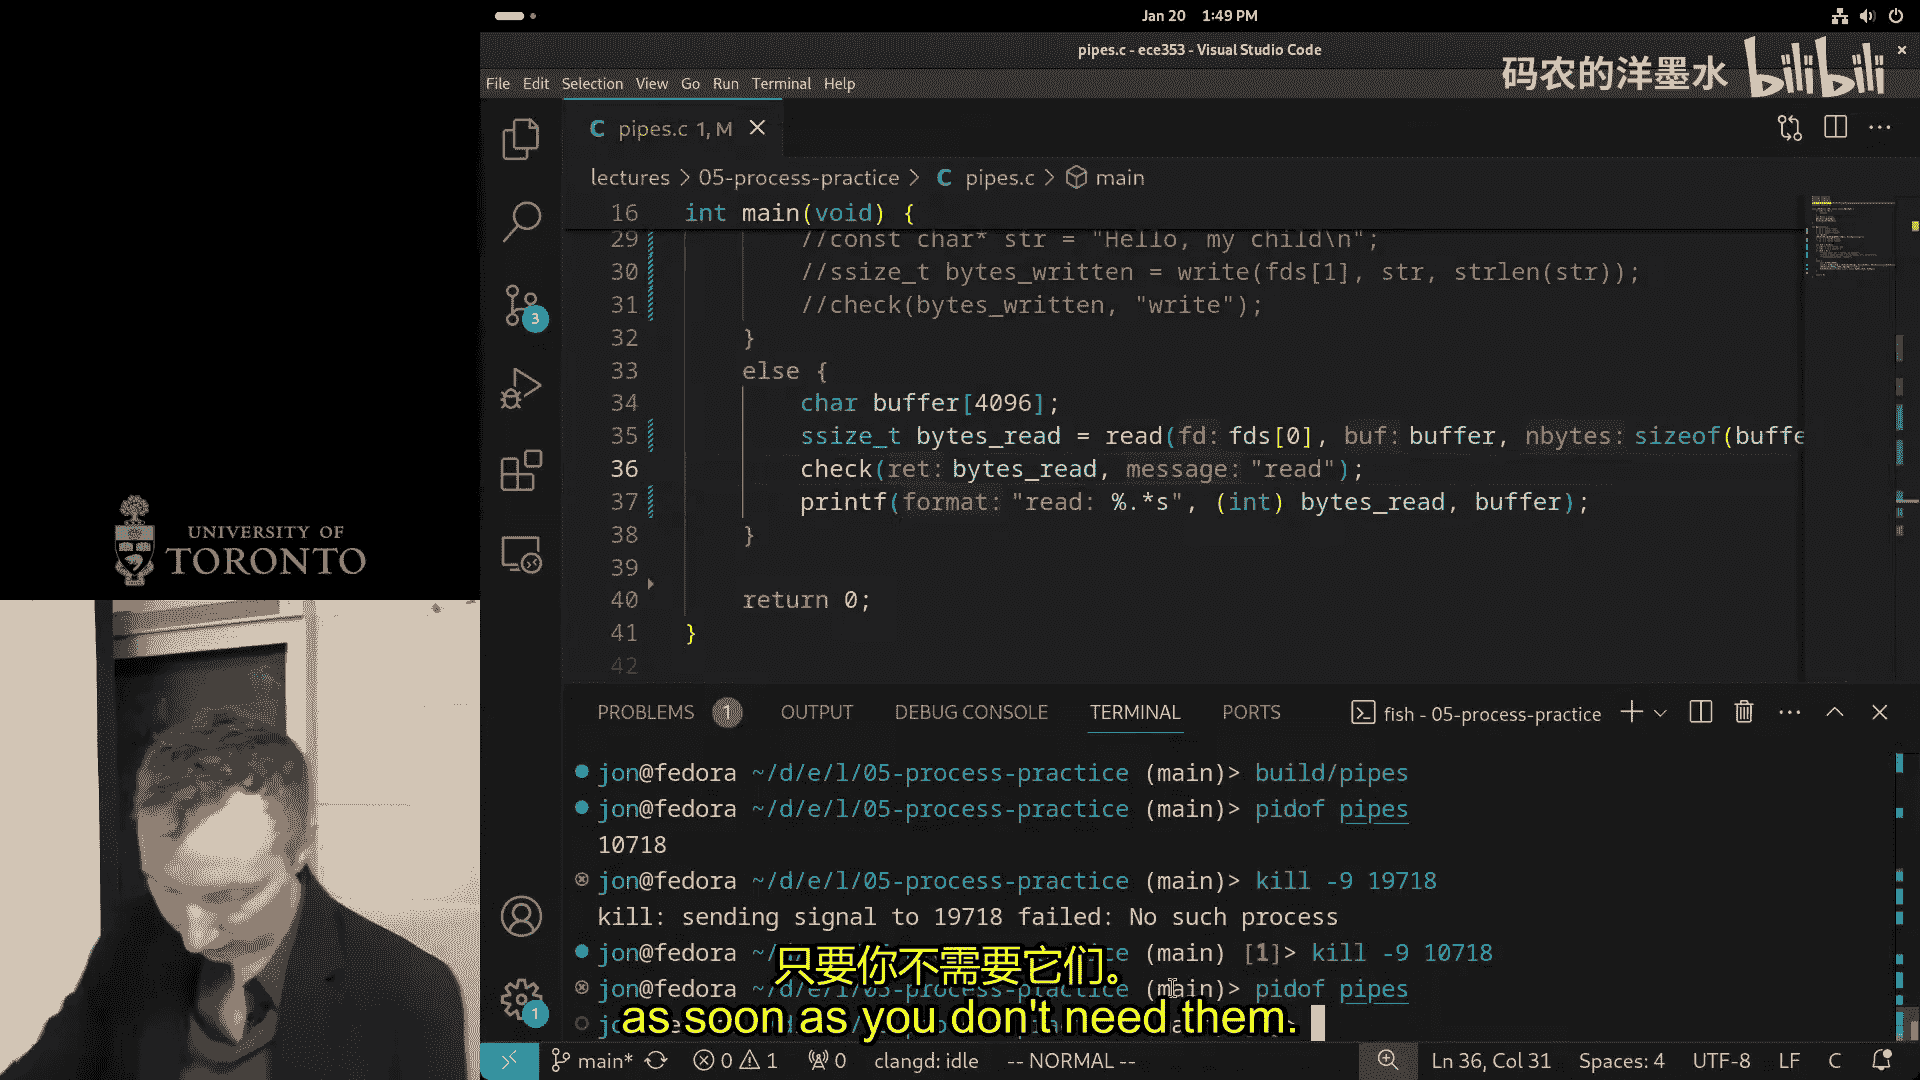 Jan 20 1:49 PM
pipes.c - ece353 - Visual Studio Code
码农的洋墨水 bilibili
File Edit Selection View Go Run Terminal Help
C pipes.c 1, M
lectures > 05-process-practice > C pipes.c > main
16 int main(void) {
29 //const char* str = "Hello, my child\n";
30 //ssize_t bytes_written = write(fds[1], str, strlen(str));
31 //check(bytes_written, "write");
32 }
33 else {
34 char buffer[4096];
35 ssize_t bytes_read = read(fd: fds[0], buf: buffer, nbytes: sizeof(buffe
36 check(ret: bytes_read, message: "read");
37 printf(format: "read: %.*s", (int) bytes_read, buffer);
38 }
39
40 return 0;
41 }
42
3
1
UNIVERSITY OF
TORONTO
PROBLEMS 1 OUTPUT DEBUG CONSOLE TERMINAL PORTS fish - 05-process-practice
jon@fedora ~/d/e/l/05-process-practice (main)> build/pipes
jon@fedora ~/d/e/l/05-process-practice (main)> pidof pipes
10718
jon@fedora ~/d/e/l/05-process-practice (main)> kill -9 19718
kill: sending signal to 19718 failed: No such process
jon@fedora ~/d/e/l/05-process-practice (main) [1]> kill -9 10718
jon@fedora ~/d/e/l/05-process-practice (main)> pidof pipes
只要你不需要它们。
as soon as you don't need them.
main* 0 1 0 clangd: idle -- NORMAL -- Ln 36, Col 31 Spaces: 4 UTF-8 LF C